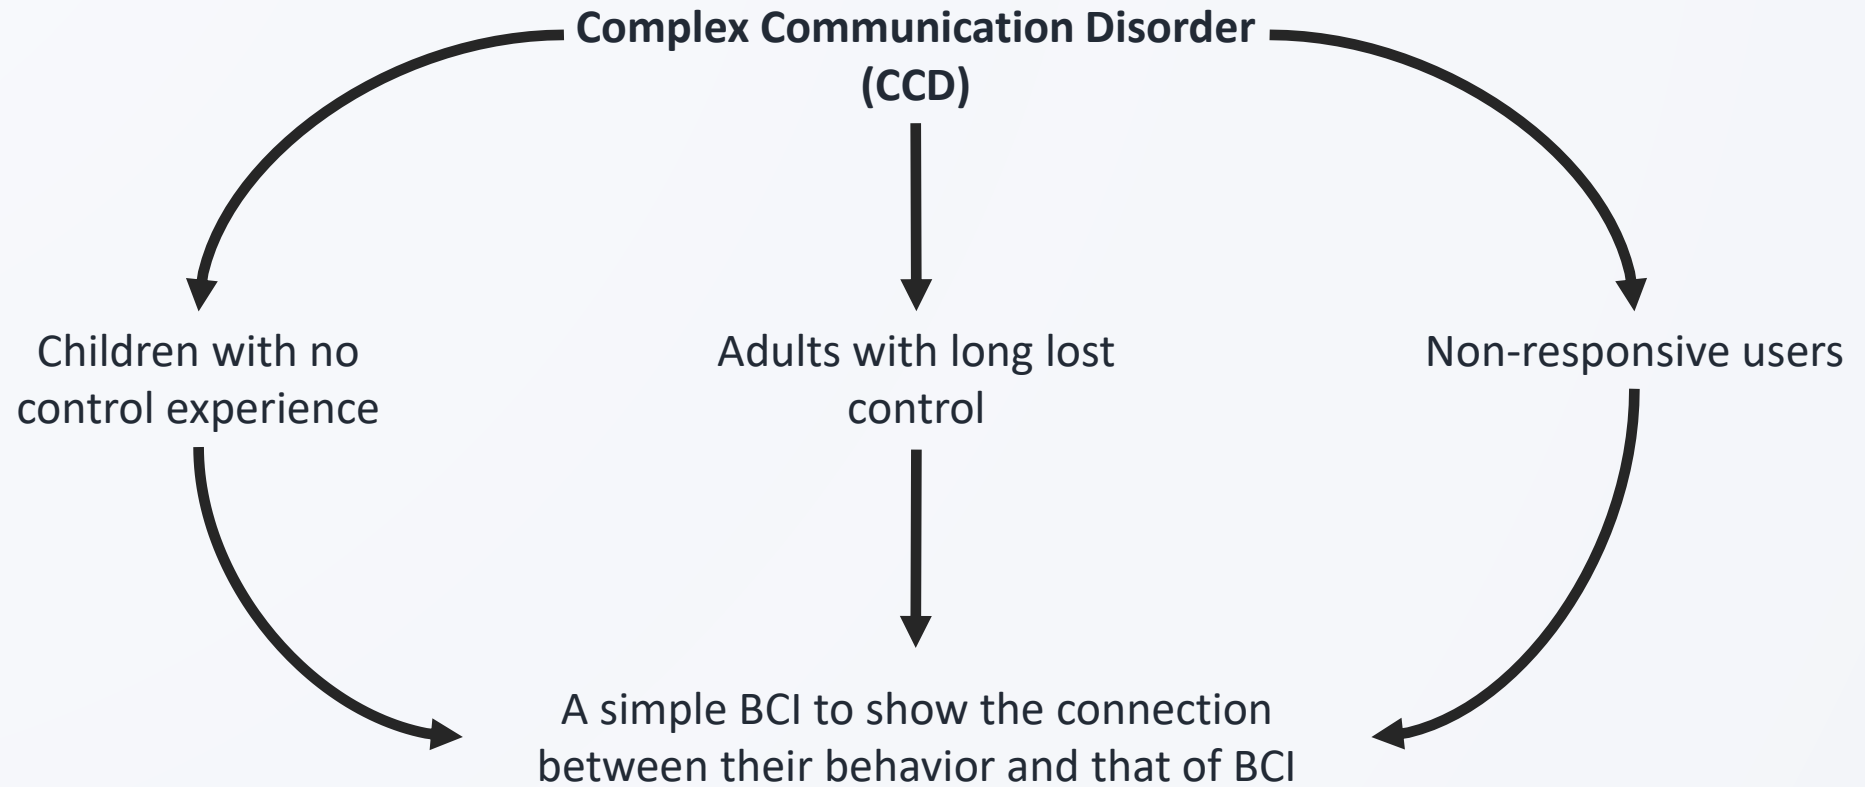 Complex Communication Disorder
(CCD)
Children with no
control experience
Adults with long lost
control
Non-responsive users
A simple BCI to show the connection
between their behavior and that of BCI